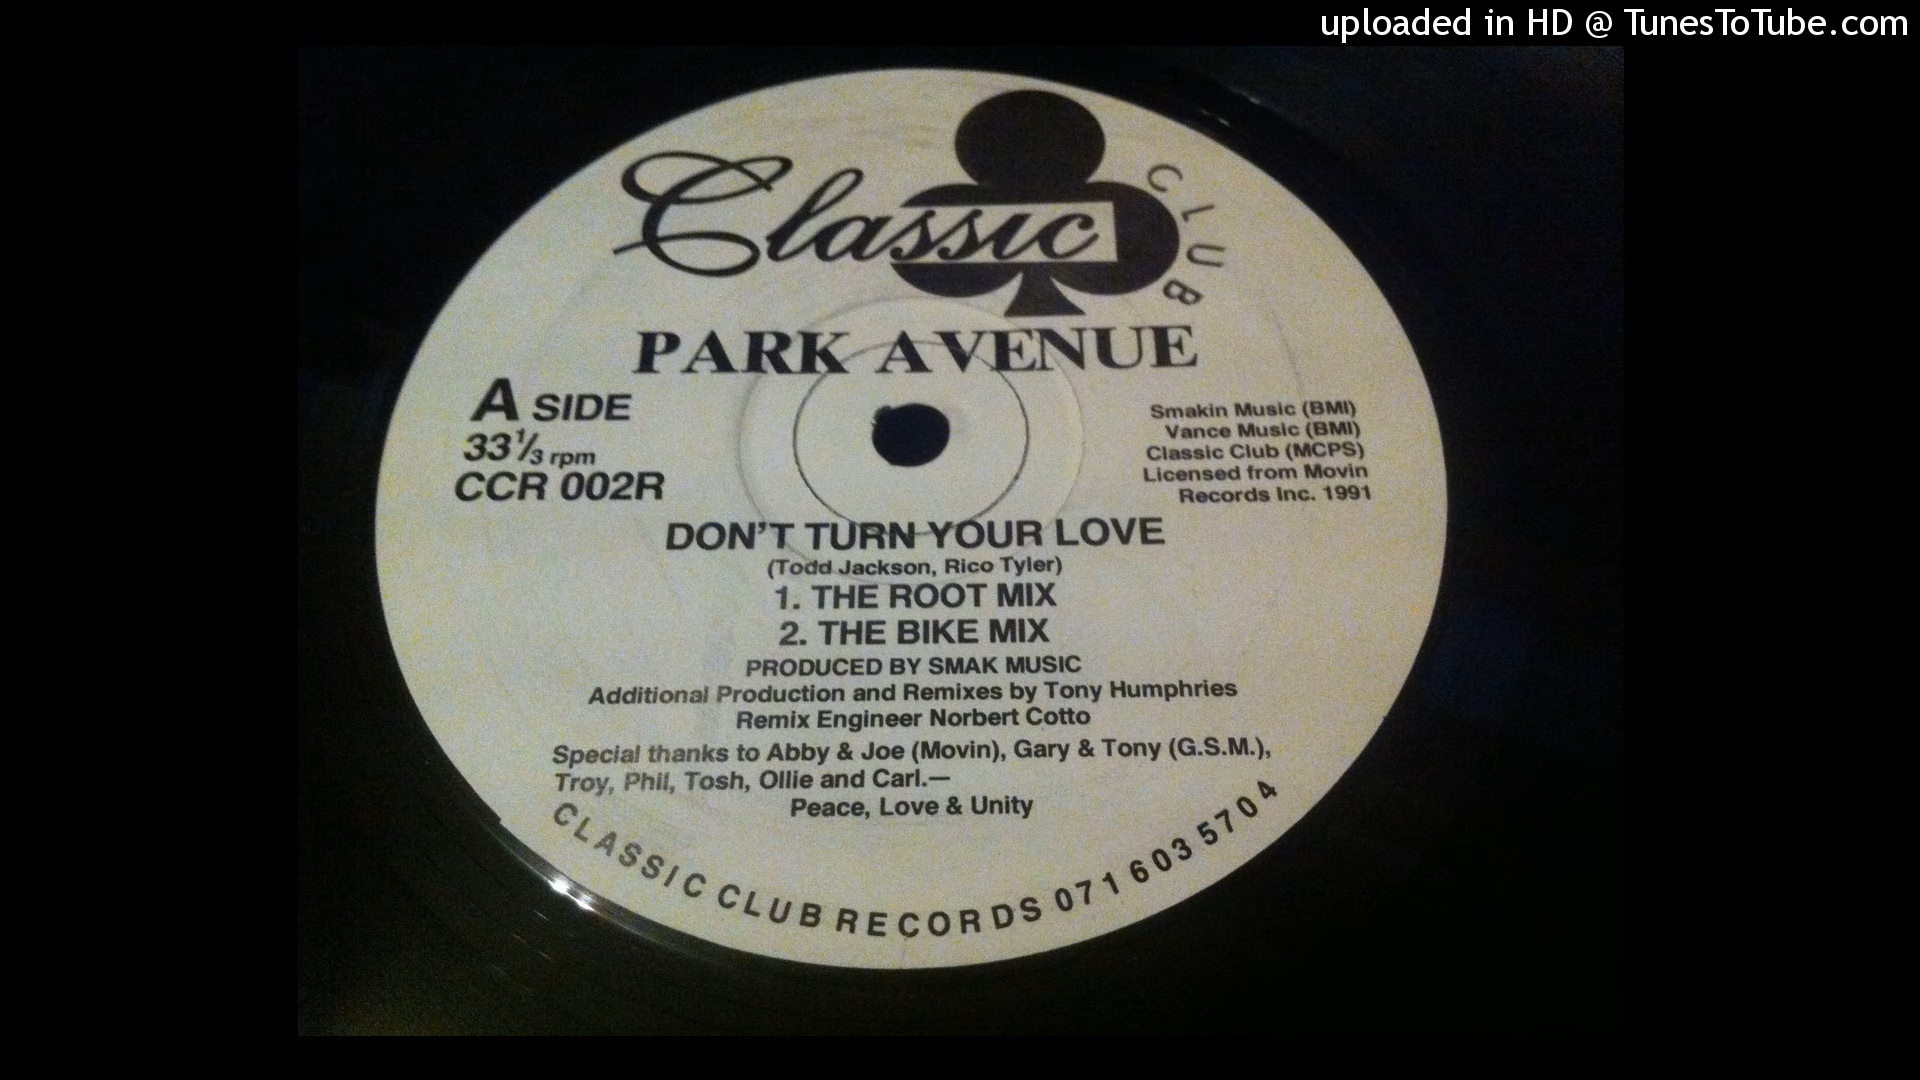 uploaded in HD @ TunesToTube.com
Classic
CLUB
PARK AVENUE
A SIDE
33⅓ rpm
CCR 002R
Smakin Music (BMI)
Vance Music (BMI)
Classic Club (MCPS)
Licensed from Movin
Records Inc. 1991
DON'T TURN YOUR LOVE
(Todd Jackson, Rico Tyler)
1. THE ROOT MIX
2. THE BIKE MIX
PRODUCED BY SMAK MUSIC
Additional Production and Remixes by Tony Humphries
Remix Engineer Norbert Cotto
Special thanks to Abby & Joe (Movin), Gary & Tony (G.S.M.),
Troy, Phil, Tosh, Ollie and Carl.—
Peace, Love & Unity
CLASSIC CLUB RECORDS 071 603 5704